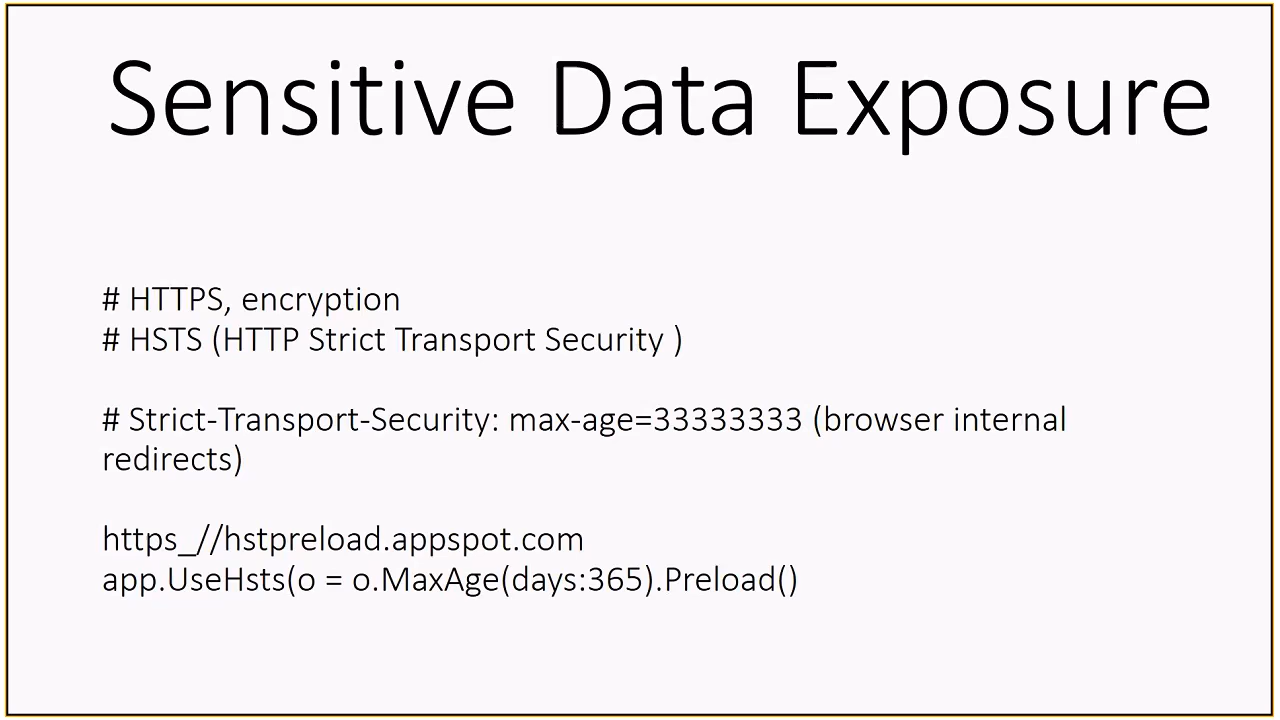 Sensitive Data Exposure
# HTTPS, encryption
# HSTS (HTTP Strict Transport Security )
# Strict-Transport-Security: max-age=33333333 (browser internal
redirects)
https_//hstpreload.appspot.com
app.UseHsts(o = o.MaxAge(days:365).Preload()